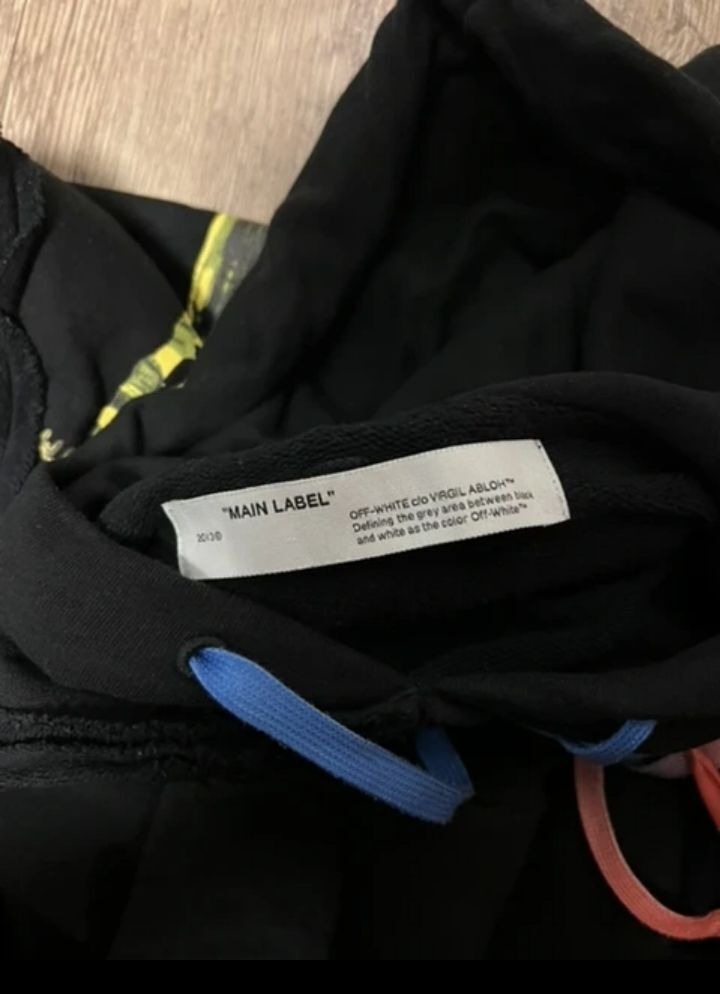 "MAIN LABEL"
OFF-WHITE c/o VIRGIL ABLOH™
Defining the grey area between black
and white as the color Off-White™